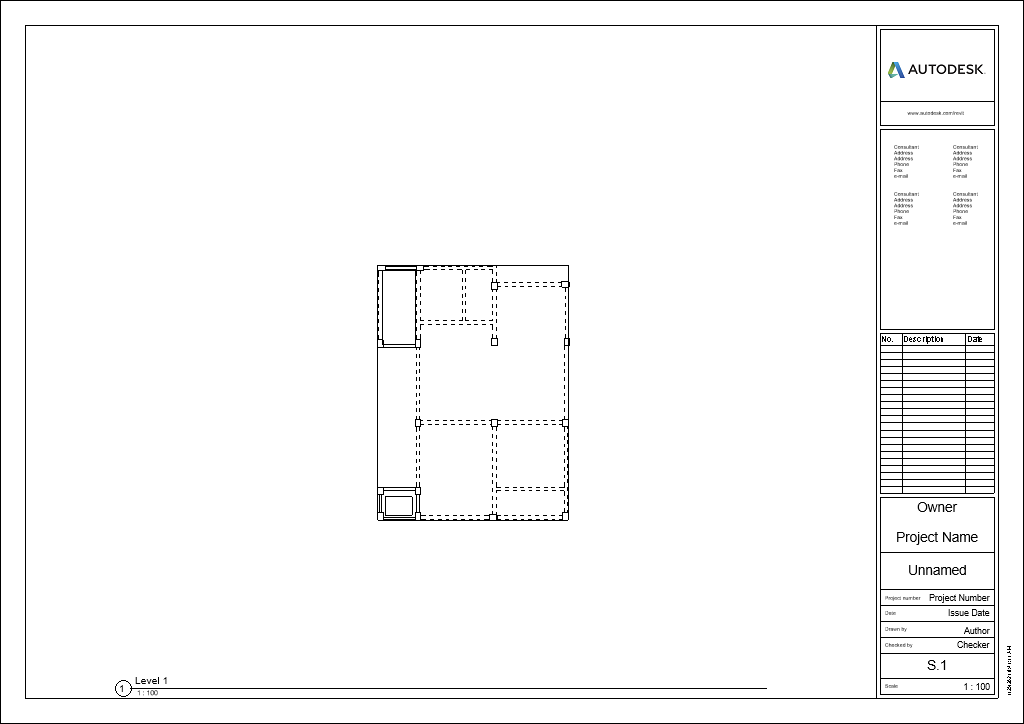 AUTODESK.
www.autodesk.com/revit
Consultant
Address
Address
Phone
Fax
e-mail
Consultant
Address
Address
Phone
Fax
e-mail
Consultant
Address
Address
Phone
Fax
e-mail
Consultant
Address
Address
Phone
Fax
e-mail
No. Description Date
Owner
Project Name
Unnamed
Project number Project Number
Date Issue Date
Drawn by Author
Checked by Checker
S.1
Scale 1 : 100
1 Level 1
1 : 100